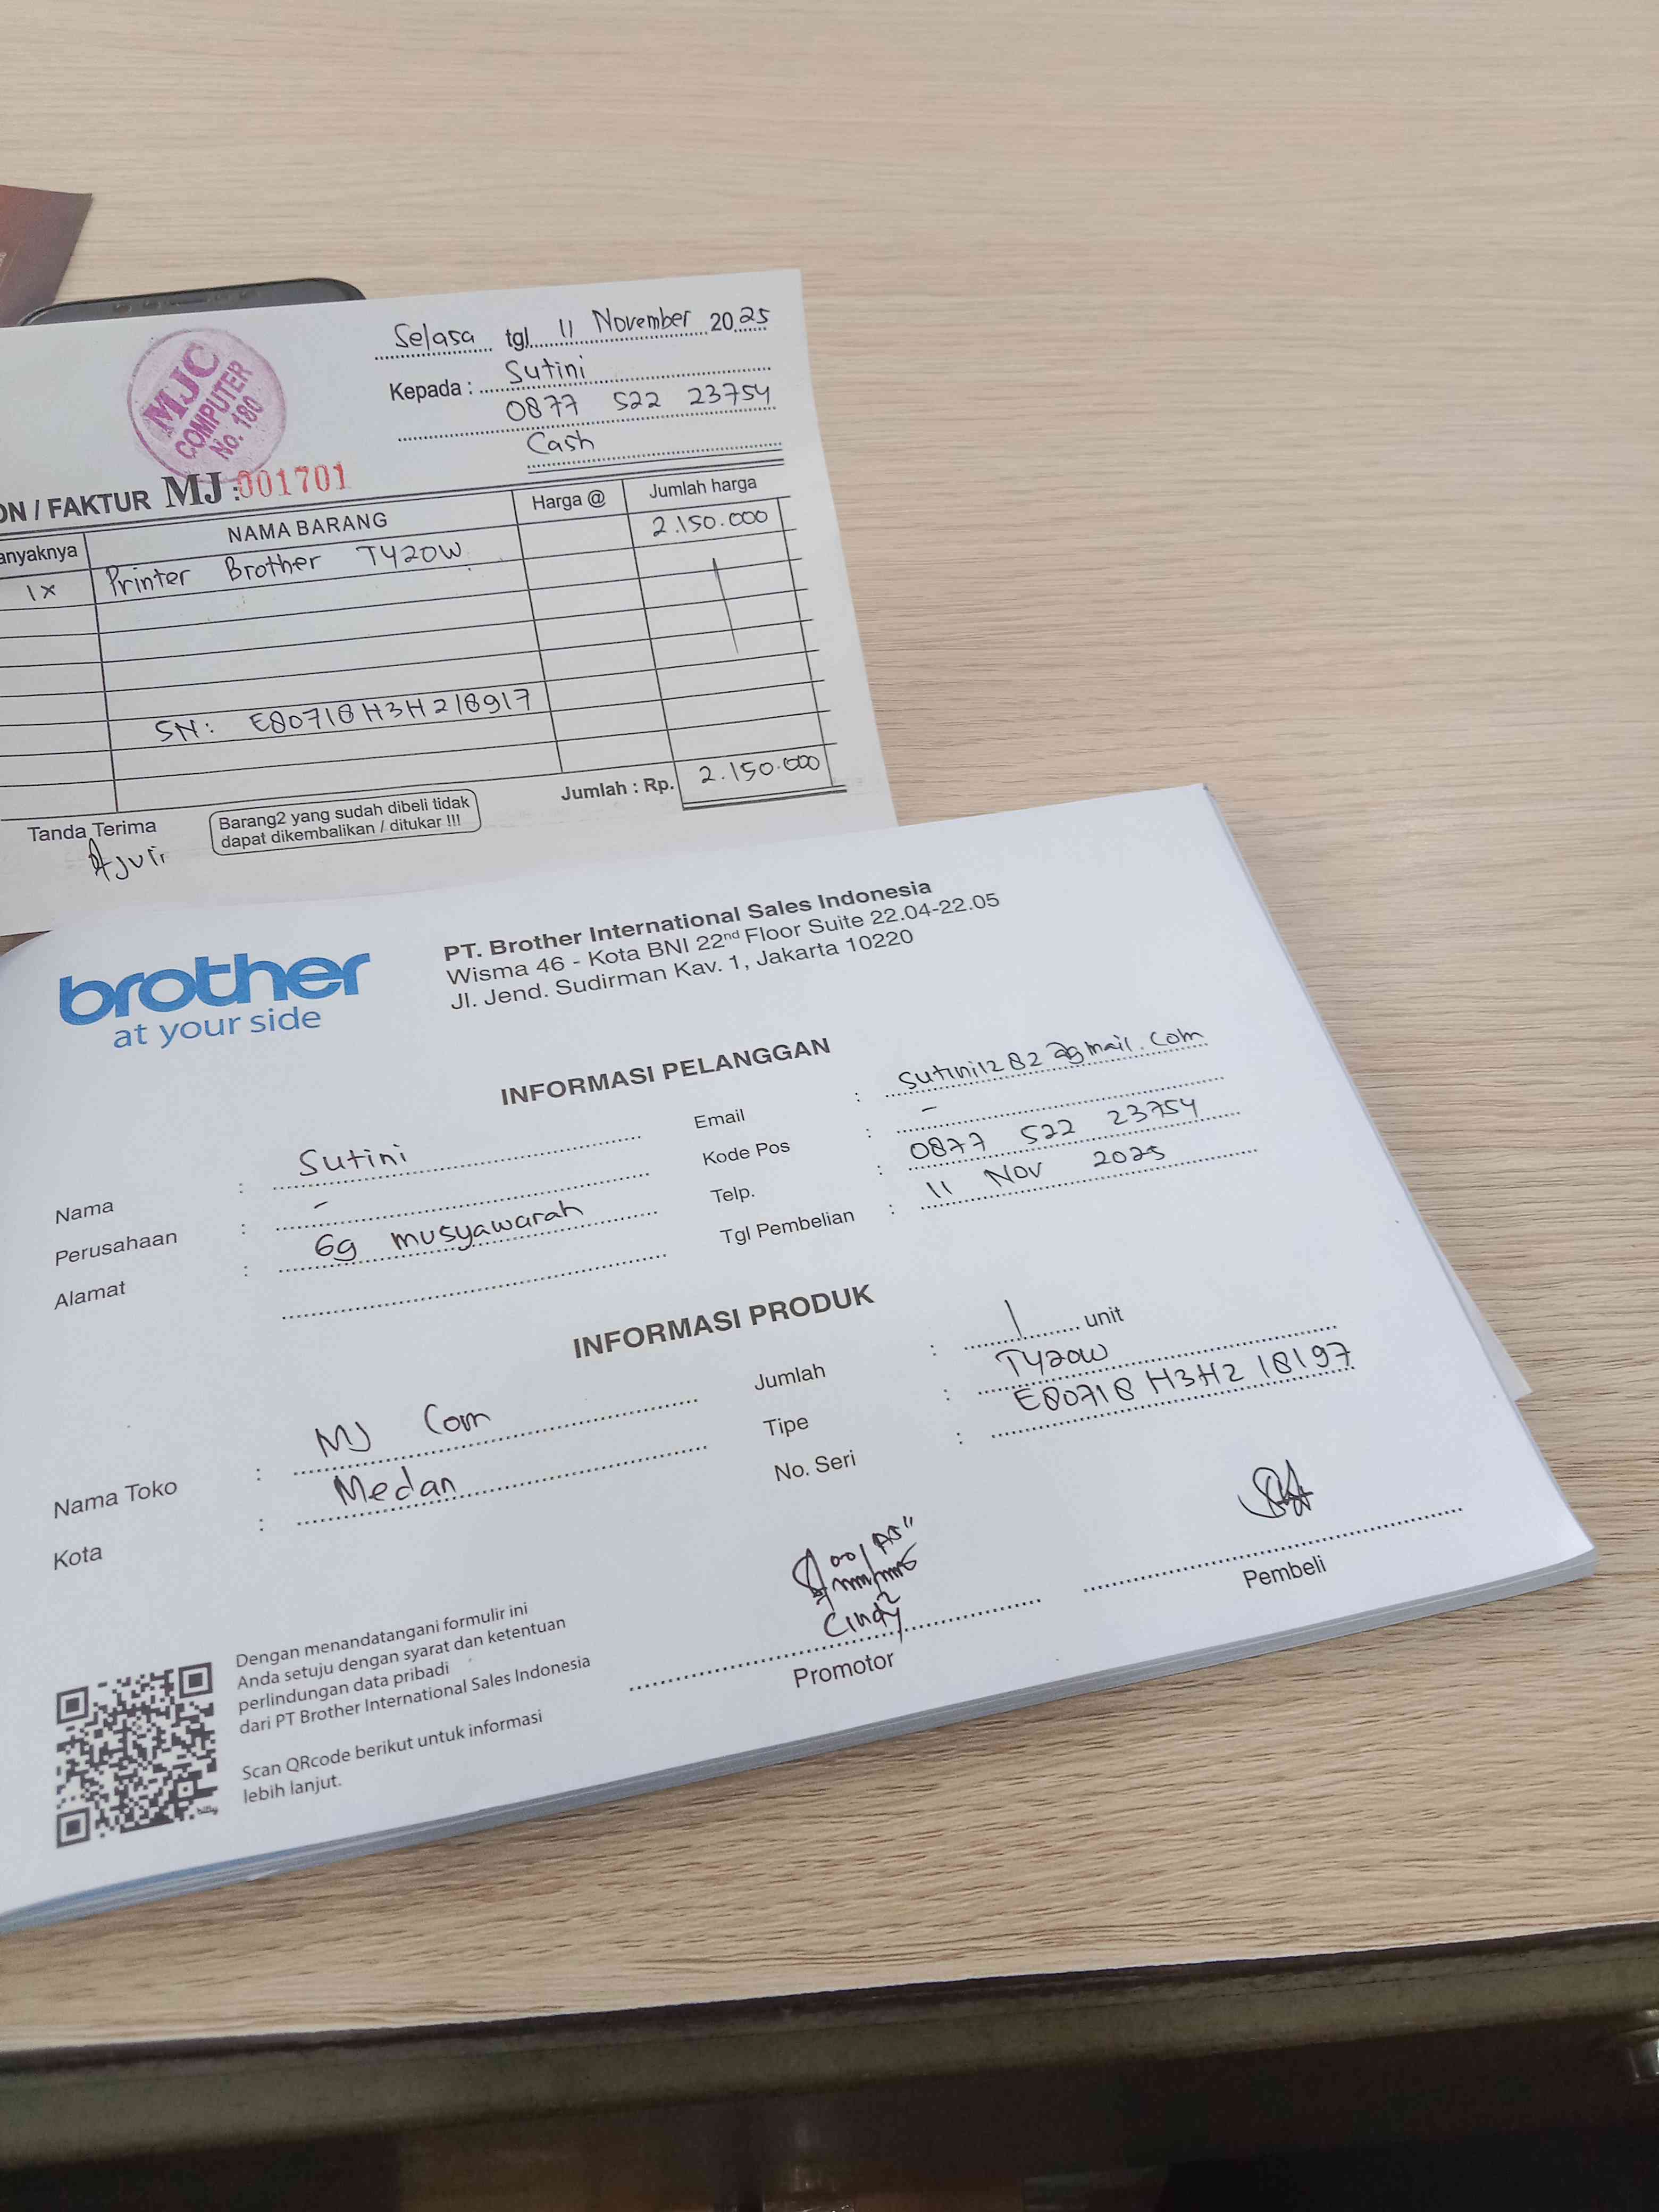 Selasa tgl 11 November 2025
Kepada : Sutini
0877 522 23754
Cash
MJC
COMPUTER
No. 180
ON / FAKTUR MJ : 001701
anyaknya NAMA BARANG Harga @ Jumlah harga
1x Printer Brother T420W 2.150.000
SN: E80718H3H218917
Jumlah : Rp. 2.150.000
Tanda Terima
Barang2 yang sudah dibeli tidak
dapat dikembalikan / ditukar !!!
brother
at your side
PT. Brother International Sales Indonesia
Wisma 46 - Kota BNI 22nd Floor Suite 22.04-22.05
Jl. Jend. Sudirman Kav. 1, Jakarta 10220
INFORMASI PELANGGAN
Nama : Sutini
Perusahaan : -
Alamat : Gg musyawarah
Email : sutini1282@gmail.com
Kode Pos : -
Telp. : 0877 522 23754
Tgl Pembelian : 11 Nov 2025
INFORMASI PRODUK
Nama Toko : MJ Com
Kota : Medan
Jumlah : 1 unit
Tipe : T420W
No. Seri : E80718H3H218197
Cindy
Promotor
Pembeli
Dengan menandatangani formulir ini
Anda setuju dengan syarat dan ketentuan
perlindungan data pribadi
dari PT Brother International Sales Indonesia
Scan QRcode berikut untuk informasi
lebih lanjut.